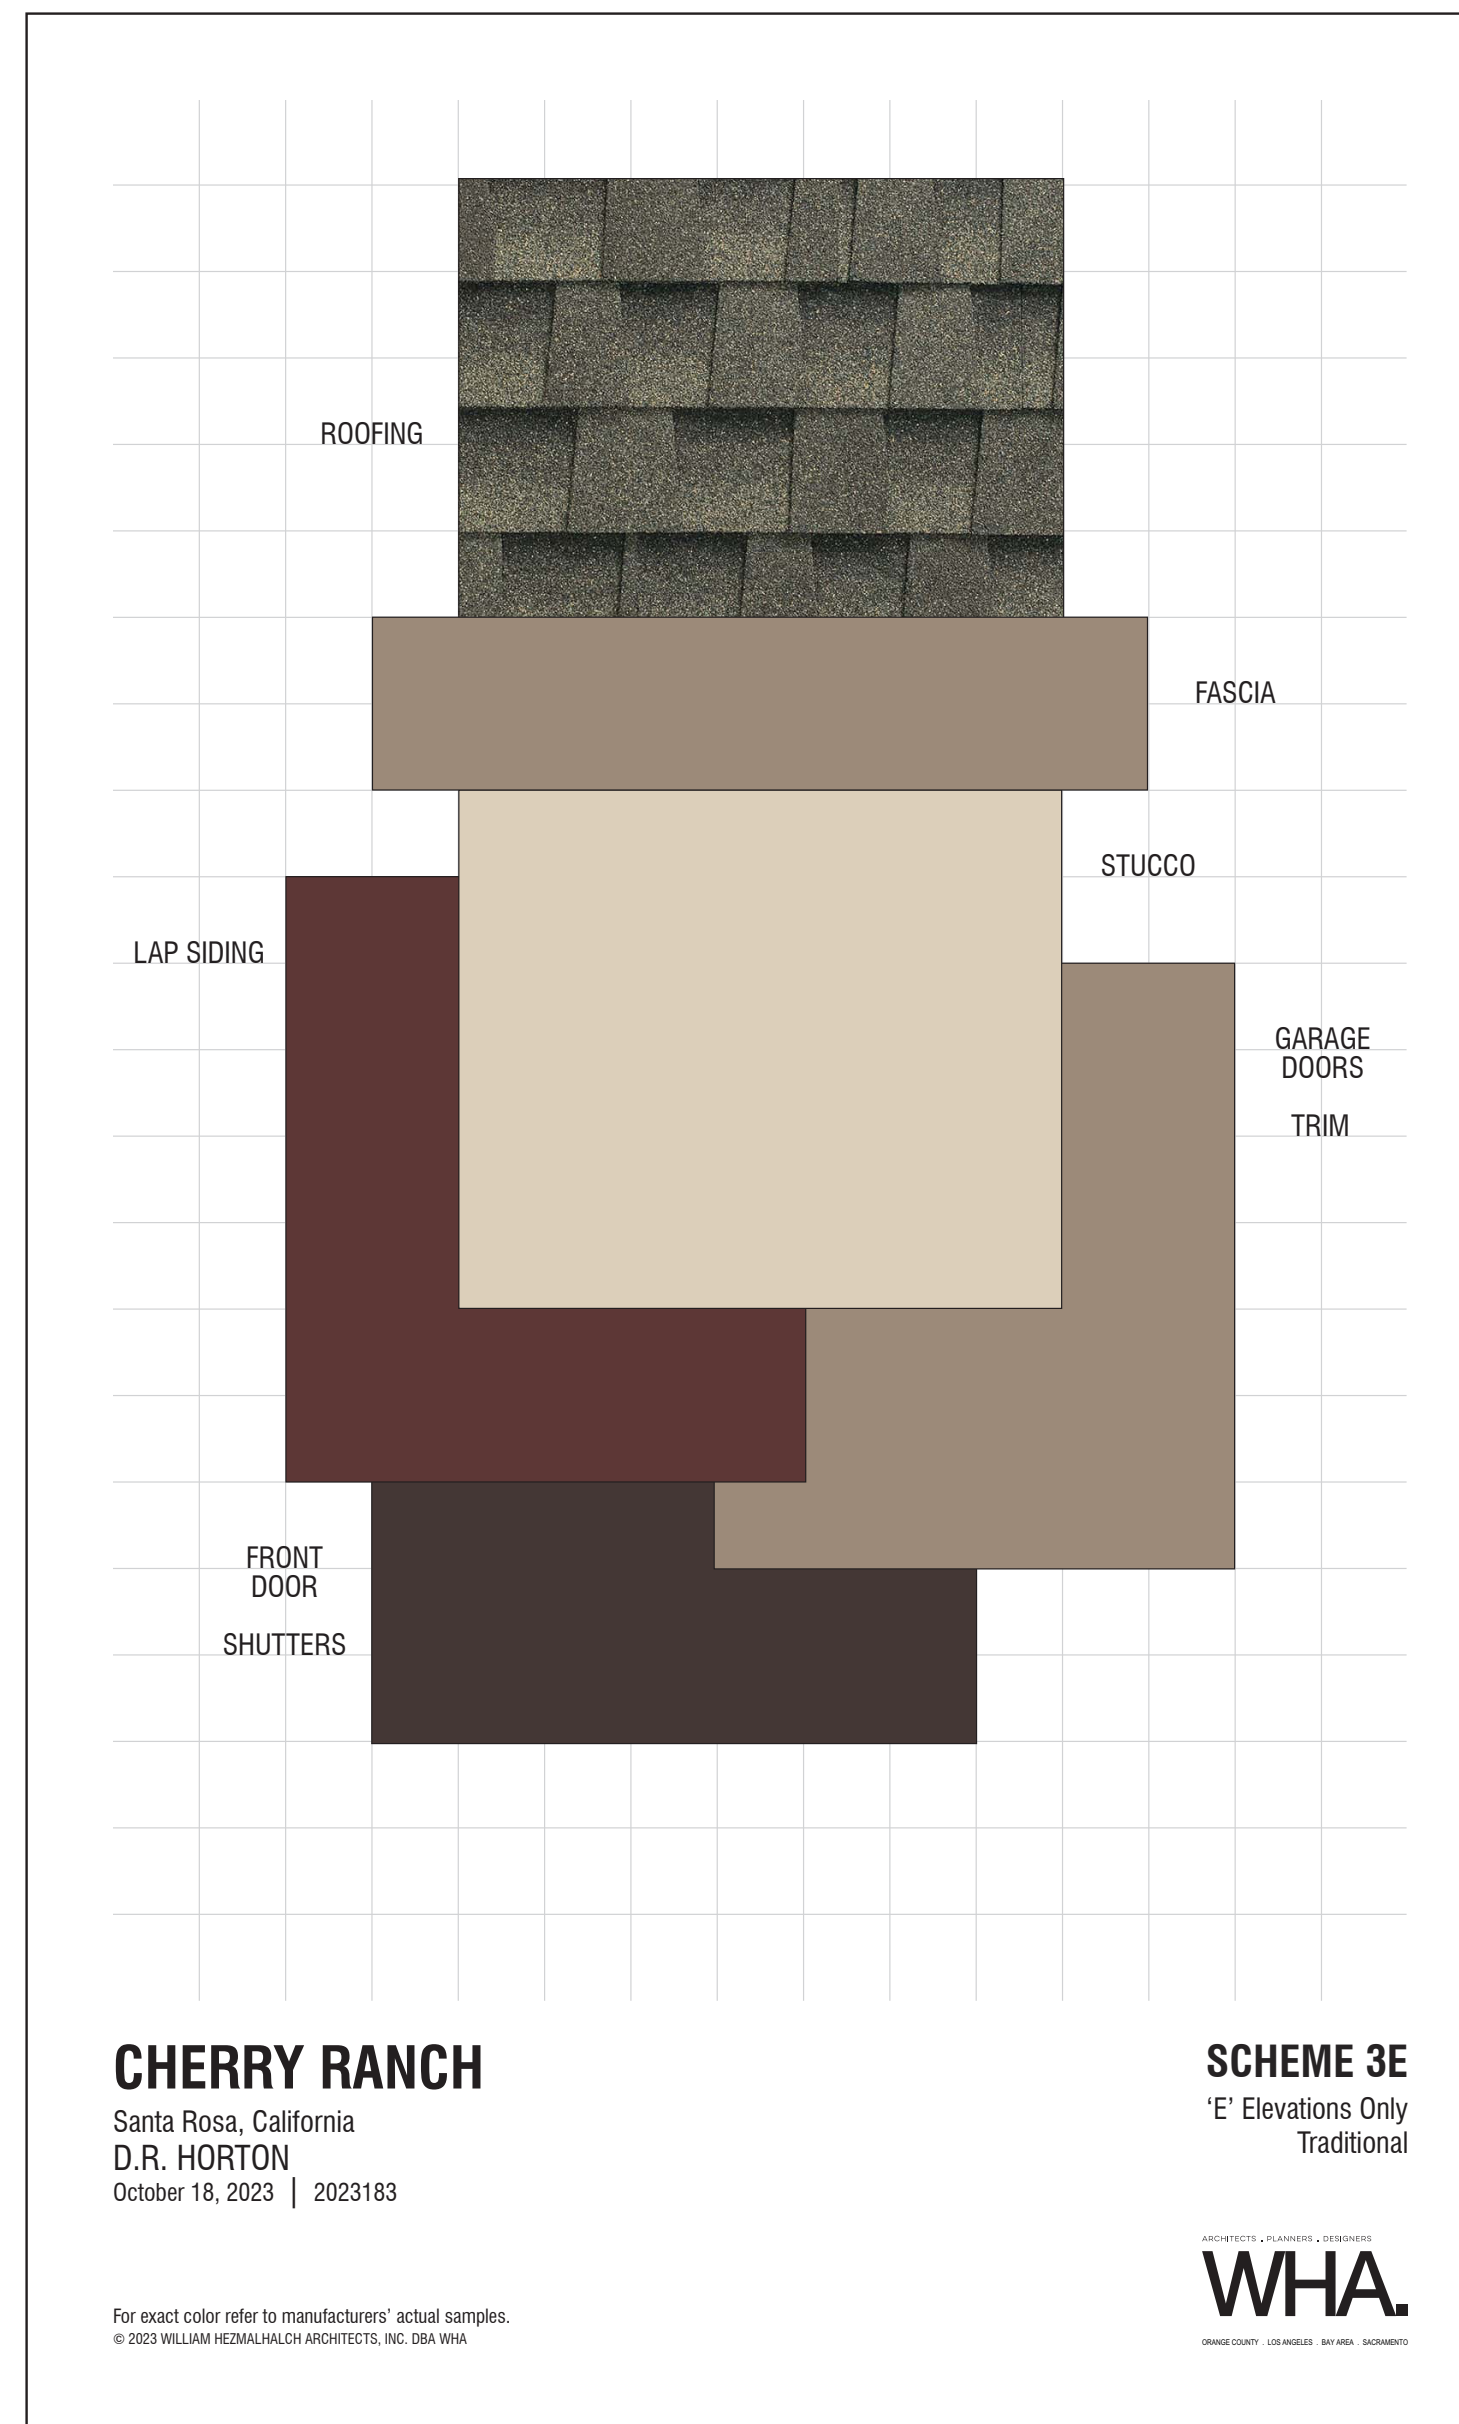 ROOFING
FASCIA
STUCCO
LAP SIDING
GARAGE
DOORS
TRIM
FRONT
DOOR
SHUTTERS
CHERRY RANCH
Santa Rosa, California
D.R. HORTON
October 18, 2023 | 2023183
For exact color refer to manufacturers’ actual samples.
© 2023 WILLIAM HEZMALHALCH ARCHITECTS, INC. DBA WHA
SCHEME 3E
‘E’ Elevations Only
Traditional
ARCHITECTS . PLANNERS . DESIGNERS
WHA.
ORANGE COUNTY . LOS ANGELES . BAY AREA . SACRAMENTO